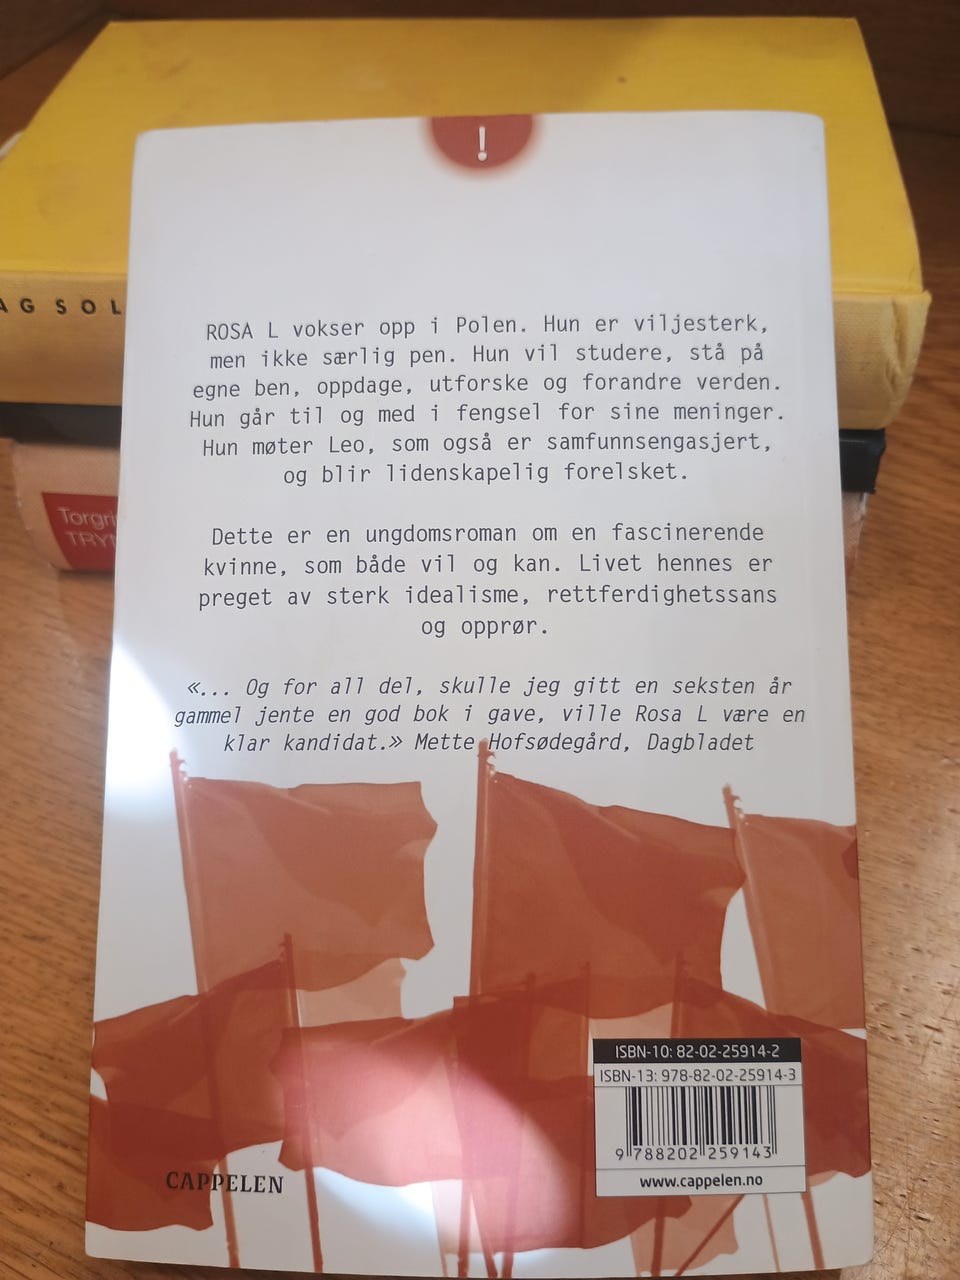 !
AG SOL
ROSA L vokser opp i Polen. Hun er viljesterk,
men ikke særlig pen. Hun vil studere, stå på
egne ben, oppdage, utforske og forandre verden.
Hun går til og med i fengsel for sine meninger.
Hun møter Leo, som også er samfunnsengasjert,
og blir lidenskapelig forelsket.
Torgri
TRYN
Dette er en ungdomsroman om en fascinerende
kvinne, som både vil og kan. Livet hennes er
preget av sterk idealisme, rettferdighetssans
og opprør.
«... Og for all del, skulle jeg gitt en seksten år
gammel jente en god bok i gave, ville Rosa L være en
klar kandidat.» Mette Hofsødegård, Dagbladet
ISBN-10: 82-02-25914-2
ISBN-13: 978-82-02-25914-3
9 788202 259143
www.cappelen.no
CAPPELEN